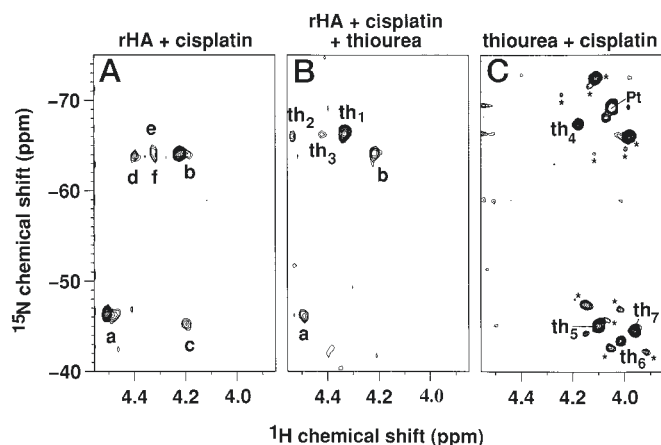 rHA + cisplatin
rHA + cisplatin
+ thiourea
thiourea + cisplatin
A
B
C
−70
−60
−50
−40
15N chemical shift (ppm)
e
d
f
b
a
c
th2
th1
th3
b
a
*
*
Pt
th4
*
*
*
*
*
th5
th7
*
th6
*
*
4.4
4.2
4.0
4.4
4.2
4.0
4.4
4.2
4.0
1H chemical shift (ppm)